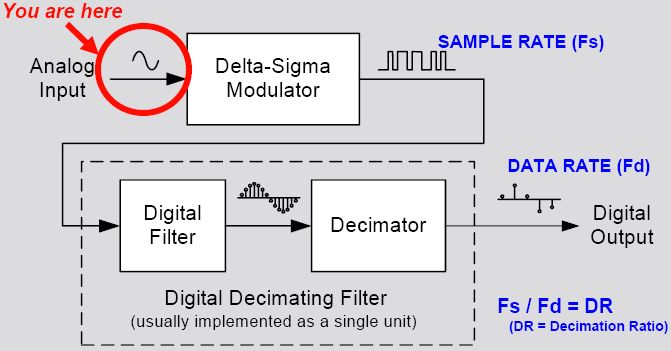 You are here
Analog
Input
Delta-Sigma
Modulator
SAMPLE RATE (Fs)
DATA RATE (Fd)
Digital
Filter
Decimator
Digital
Output
Digital Decimating Filter
(usually implemented as a single unit)
Fs / Fd = DR
(DR = Decimation Ratio)